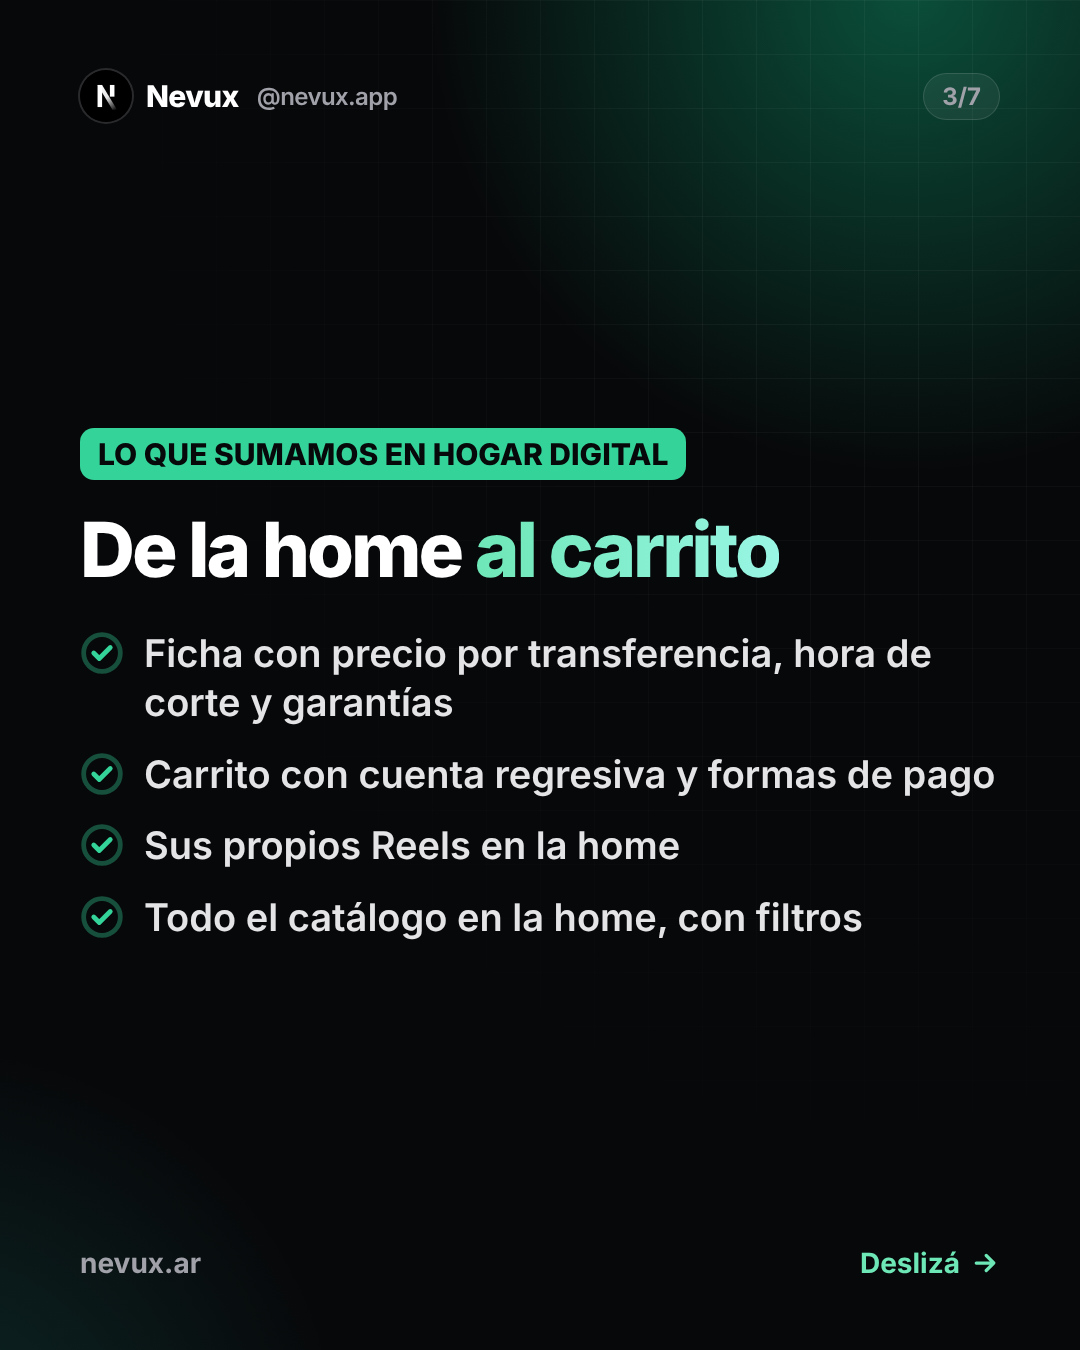 N Nevux @nevux.app 3/7
LO QUE SUMAMOS EN HOGAR DIGITAL
De la home al carrito
Ficha con precio por transferencia, hora de
corte y garantías
Carrito con cuenta regresiva y formas de pago
Sus propios Reels en la home
Todo el catálogo en la home, con filtros
nevux.ar Deslizá →